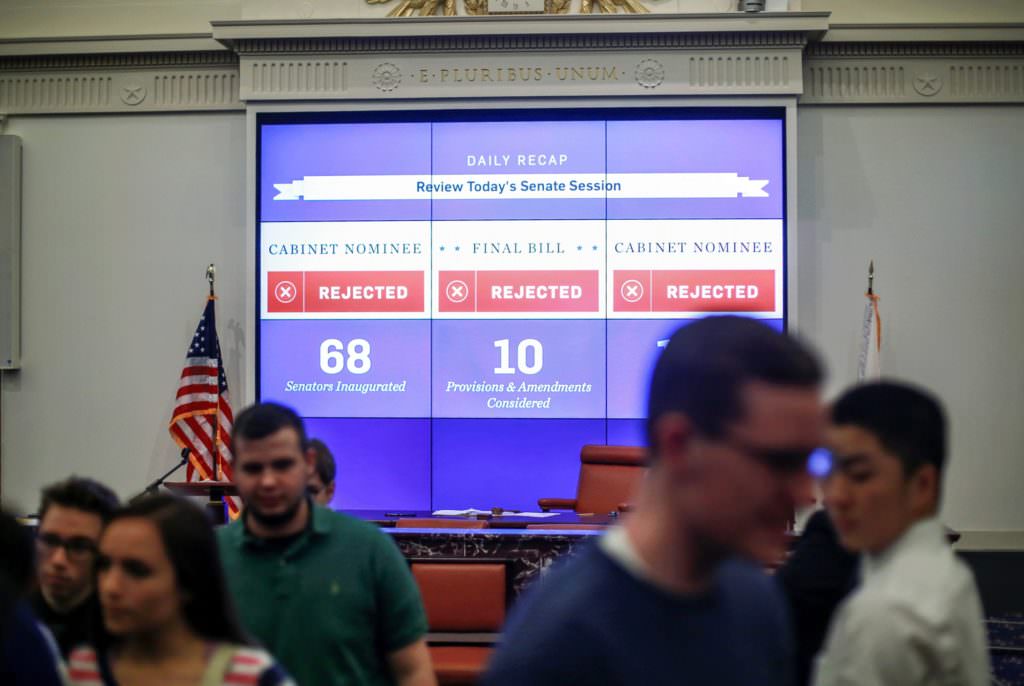 · E · PLURIBUS · UNUM ·
DAILY RECAP
Review Today's Senate Session
CABINET NOMINEE
REJECTED
★ ★ FINAL BILL ★ ★
REJECTED
CABINET NOMINEE
REJECTED
68
Senators Inaugurated
10
Provisions & Amendments
Considered